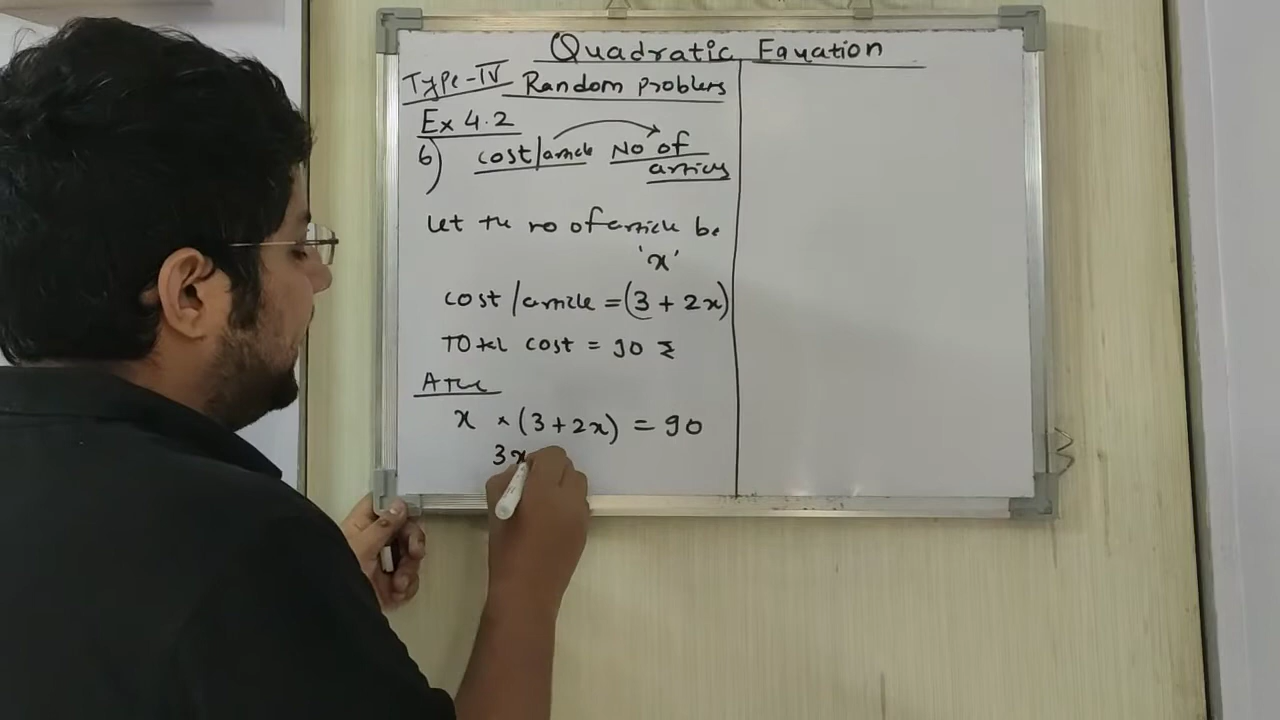 Quadratic Equation
Type-IV Random problems
Ex 4.2
6) cost/article No of
articles
Let the no of article be
'x'
cost/article = (3 + 2x)
Total cost = 90 ₹
ATQ
x × (3 + 2x) = 90
3x